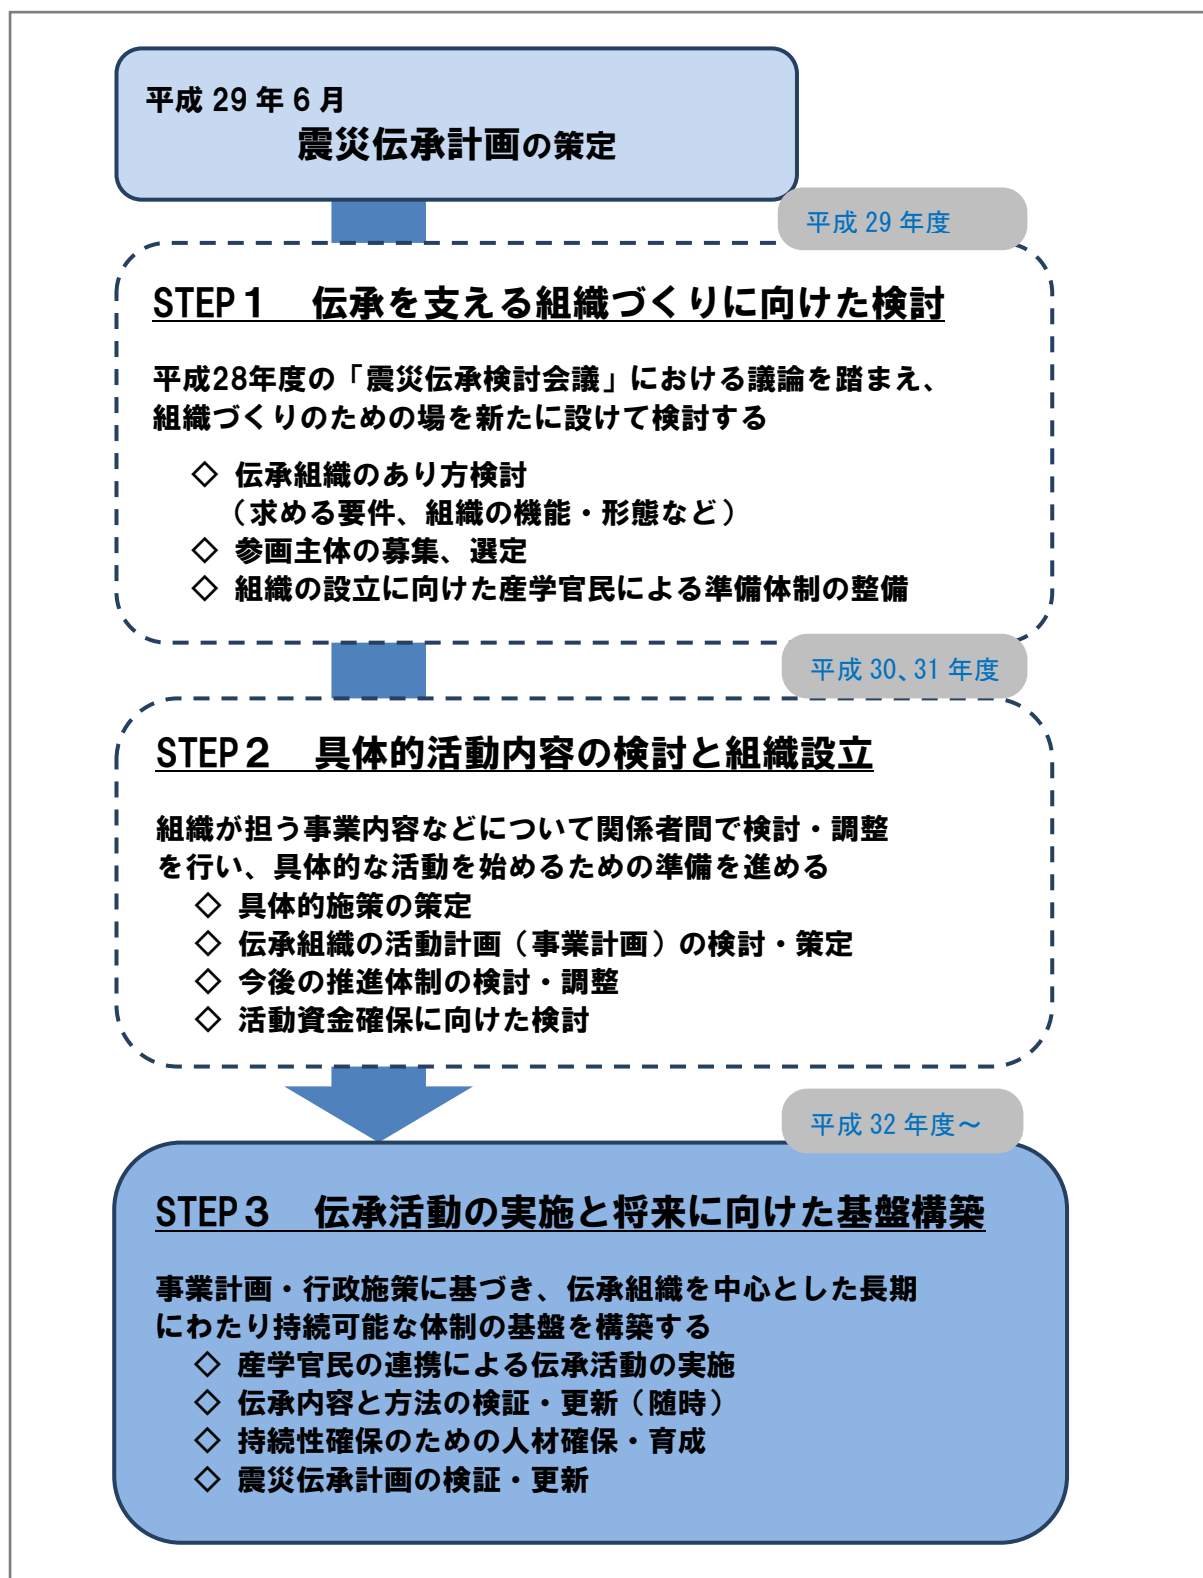 平成 29 年 6 月
震災伝承計画の策定
平成 29 年度
STEP１　伝承を支える組織づくりに向けた検討
平成28年度の「震災伝承検討会議」における議論を踏まえ、
組織づくりのための場を新たに設けて検討する
◇ 伝承組織のあり方検討
（求める要件、組織の機能・形態など）
◇ 参画主体の募集、選定
◇ 組織の設立に向けた産学官民による準備体制の整備
平成 30、31 年度
STEP２　具体的活動内容の検討と組織設立
組織が担う事業内容などについて関係者間で検討・調整
を行い、具体的な活動を始めるための準備を進める
◇ 具体的施策の策定
◇ 伝承組織の活動計画（事業計画）の検討・策定
◇ 今後の推進体制の検討・調整
◇ 活動資金確保に向けた検討
平成 32 年度～
STEP３　伝承活動の実施と将来に向けた基盤構築
事業計画・行政施策に基づき、伝承組織を中心とした長期
にわたり持続可能な体制の基盤を構築する
◇ 産学官民の連携による伝承活動の実施
◇ 伝承内容と方法の検証・更新（随時）
◇ 持続性確保のための人材確保・育成
◇ 震災伝承計画の検証・更新